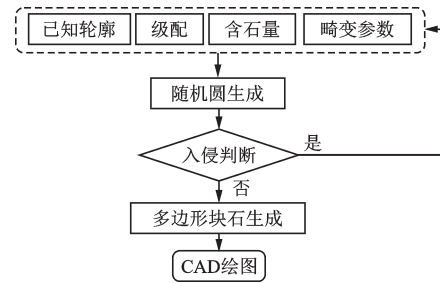 已知轮廓 级配 含石量 畸变参数
随机圆生成
入侵判断
是
否
多边形块石生成
CAD绘图